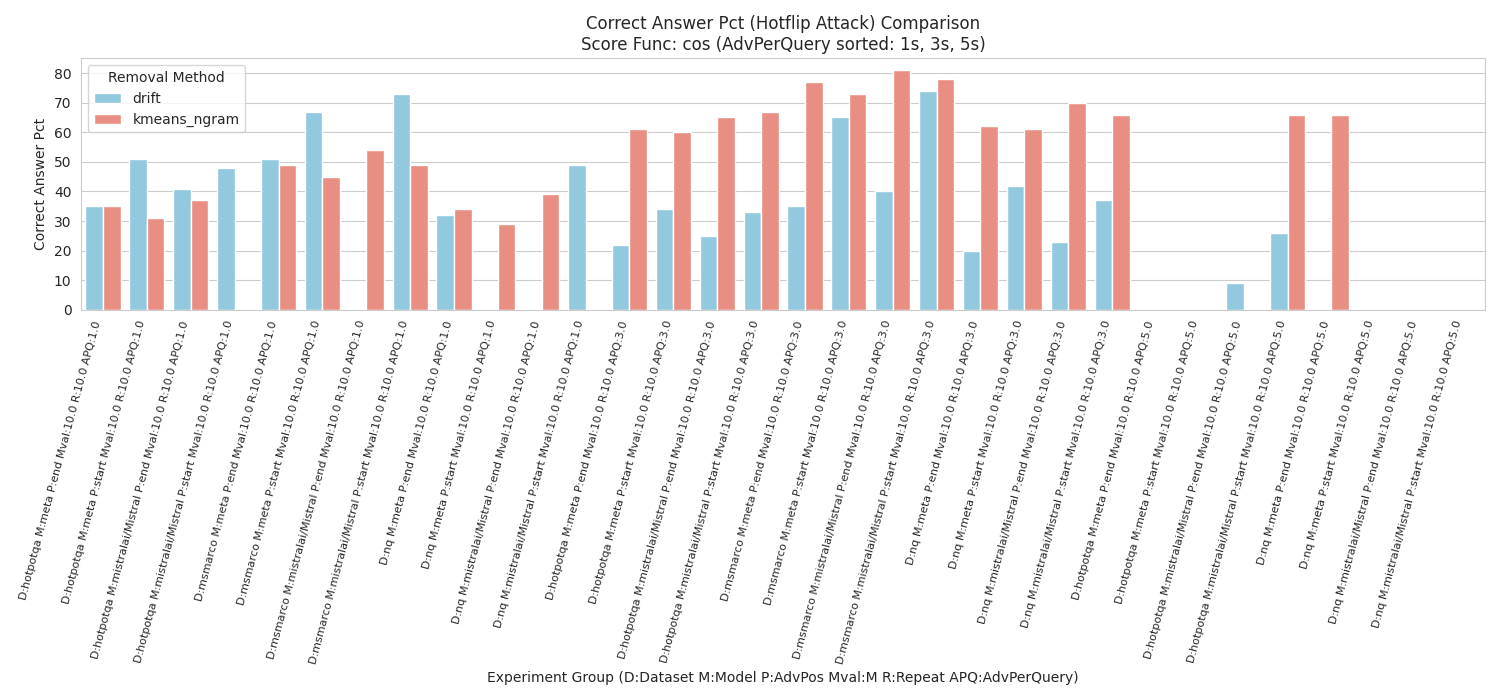 Correct Answer Pct (Hotflip Attack) Comparison
Score Func: cos (AdvPerQuery sorted: 1s, 3s, 5s)
Removal Method
drift
kmeans_ngram
Correct Answer Pct
80
70
60
50
40
30
20
10
0
D:hotpotqa M:meta P:end Mval:10.0 R:10.0 APQ:1.0
D:hotpotqa M:meta P:start Mval:10.0 R:10.0 APQ:1.0
D:hotpotqa M:mistralai/Mistral P:end Mval:10.0 R:10.0 APQ:1.0
D:hotpotqa M:mistralai/Mistral P:start Mval:10.0 R:10.0 APQ:1.0
D:msmarco M:meta P:end Mval:10.0 R:10.0 APQ:1.0
D:msmarco M:meta P:start Mval:10.0 R:10.0 APQ:1.0
D:msmarco M:mistralai/Mistral P:end Mval:10.0 R:10.0 APQ:1.0
D:msmarco M:mistralai/Mistral P:start Mval:10.0 R:10.0 APQ:1.0
D:nq M:meta P:end Mval:10.0 R:10.0 APQ:1.0
D:nq M:meta P:start Mval:10.0 R:10.0 APQ:1.0
D:nq M:mistralai/Mistral P:end Mval:10.0 R:10.0 APQ:1.0
D:nq M:mistralai/Mistral P:start Mval:10.0 R:10.0 APQ:1.0
D:hotpotqa M:meta P:end Mval:10.0 R:10.0 APQ:3.0
D:hotpotqa M:meta P:start Mval:10.0 R:10.0 APQ:3.0
D:hotpotqa M:mistralai/Mistral P:end Mval:10.0 R:10.0 APQ:3.0
D:hotpotqa M:mistralai/Mistral P:start Mval:10.0 R:10.0 APQ:3.0
D:msmarco M:meta P:end Mval:10.0 R:10.0 APQ:3.0
D:msmarco M:meta P:start Mval:10.0 R:10.0 APQ:3.0
D:msmarco M:mistralai/Mistral P:end Mval:10.0 R:10.0 APQ:3.0
D:msmarco M:mistralai/Mistral P:start Mval:10.0 R:10.0 APQ:3.0
D:nq M:meta P:end Mval:10.0 R:10.0 APQ:3.0
D:nq M:meta P:start Mval:10.0 R:10.0 APQ:3.0
D:nq M:mistralai/Mistral P:end Mval:10.0 R:10.0 APQ:3.0
D:nq M:mistralai/Mistral P:start Mval:10.0 R:10.0 APQ:3.0
D:hotpotqa M:meta P:end Mval:10.0 R:10.0 APQ:5.0
D:hotpotqa M:meta P:start Mval:10.0 R:10.0 APQ:5.0
D:hotpotqa M:mistralai/Mistral P:end Mval:10.0 R:10.0 APQ:5.0
D:hotpotqa M:mistralai/Mistral P:start Mval:10.0 R:10.0 APQ:5.0
D:nq M:meta P:end Mval:10.0 R:10.0 APQ:5.0
D:nq M:meta P:start Mval:10.0 R:10.0 APQ:5.0
D:nq M:mistralai/Mistral P:end Mval:10.0 R:10.0 APQ:5.0
D:nq M:mistralai/Mistral P:start Mval:10.0 R:10.0 APQ:5.0
Experiment Group (D:Dataset M:Model P:AdvPos Mval:M R:Repeat APQ:AdvPerQuery)